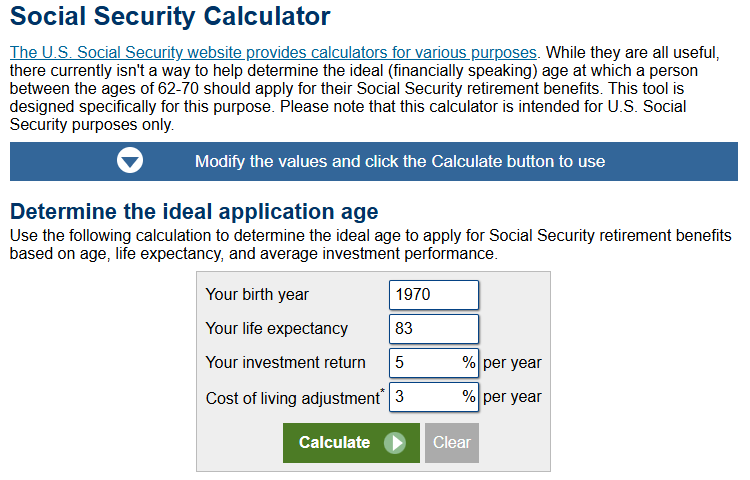 Social Security Calculator
The U.S. Social Security website provides calculators for various purposes. While they are all useful,
there currently isn't a way to help determine the ideal (financially speaking) age at which a person
between the ages of 62-70 should apply for their Social Security retirement benefits. This tool is
designed specifically for this purpose. Please note that this calculator is intended for U.S. Social
Security purposes only.
Modify the values and click the Calculate button to use
Determine the ideal application age
Use the following calculation to determine the ideal age to apply for Social Security retirement benefits
based on age, life expectancy, and average investment performance.
Your birth year 1970
Your life expectancy 83
Your investment return 5 % per year
Cost of living adjustment* 3 % per year
Calculate Clear